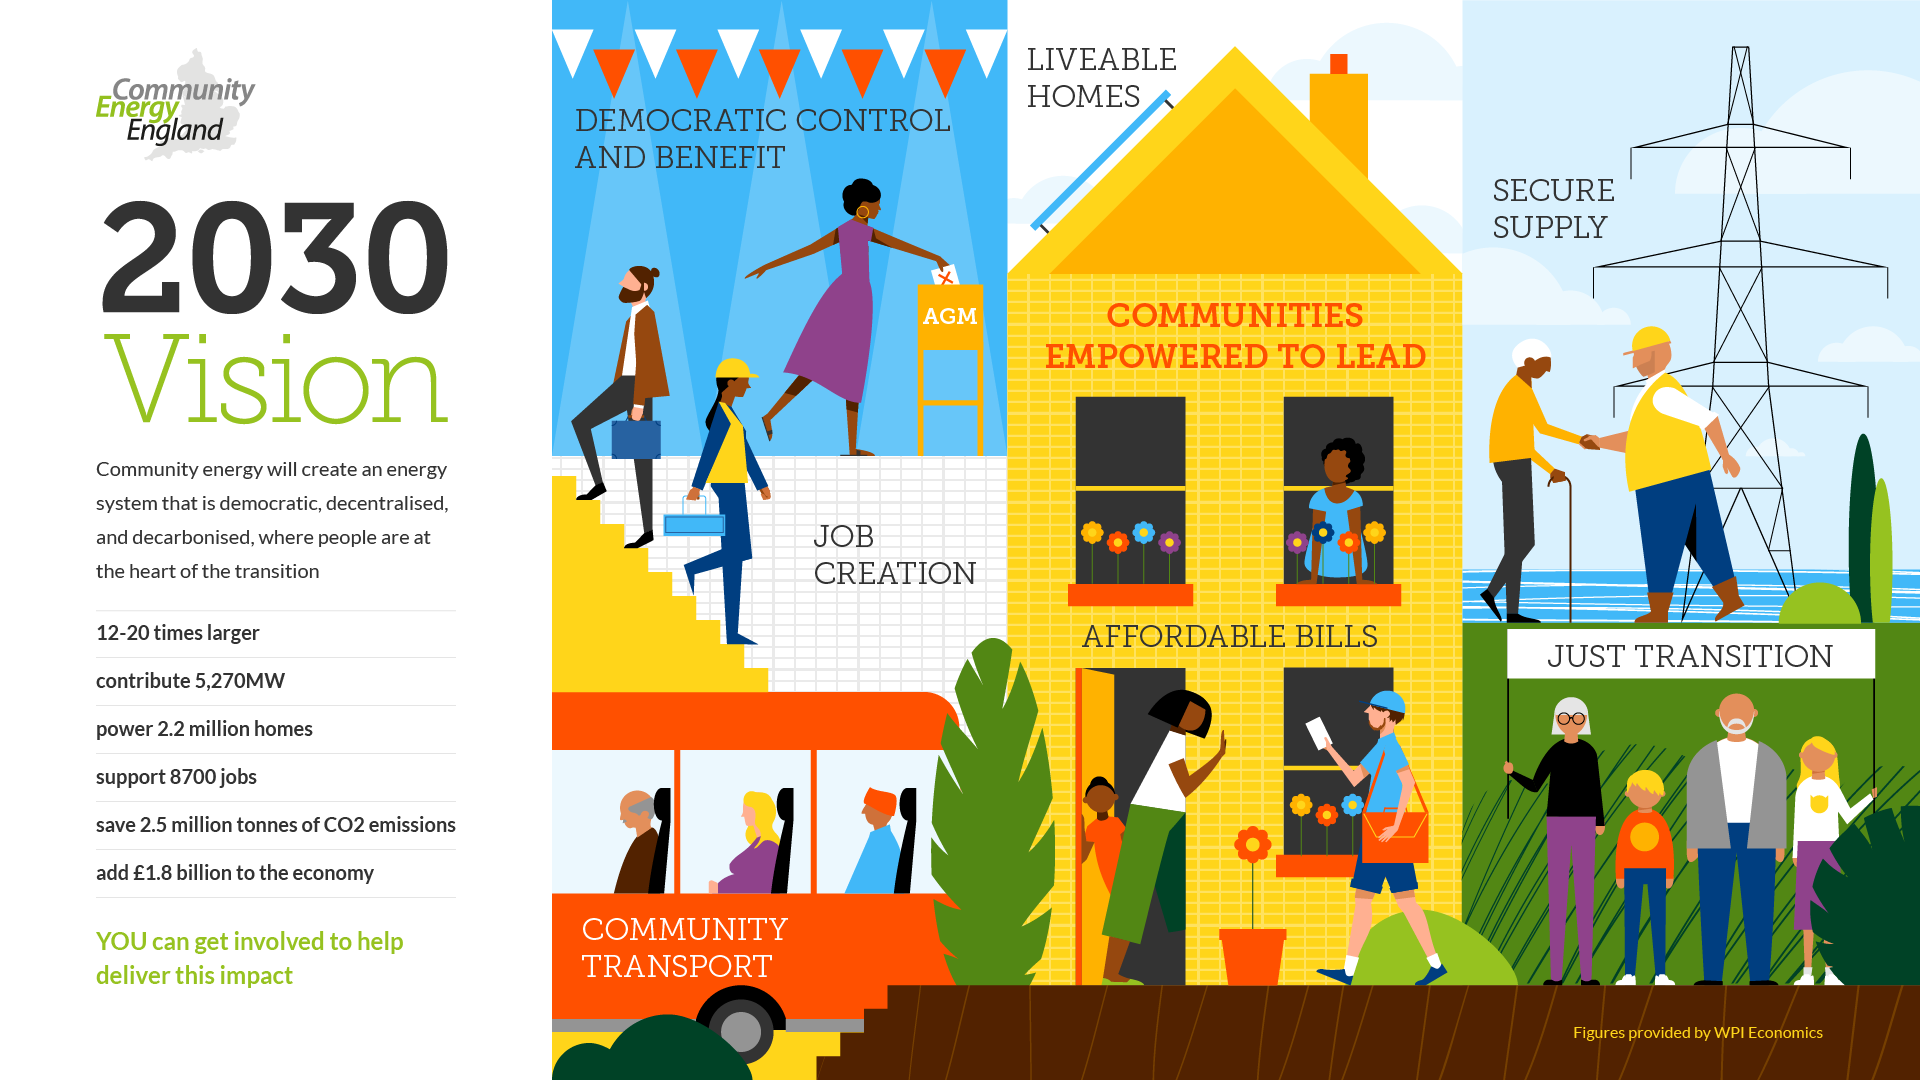 Community
Energy
England
2030
Vision
Community energy will create an energy
system that is democratic, decentralised,
and decarbonised, where people are at
the heart of the transition
12-20 times larger
contribute 5,270MW
power 2.2 million homes
support 8700 jobs
save 2.5 million tonnes of CO2 emissions
add £1.8 billion to the economy
YOU can get involved to help
deliver this impact
DEMOCRATIC CONTROL
AND BENEFIT
AGM
JOB
CREATION
COMMUNITY
TRANSPORT
LIVEABLE
HOMES
COMMUNITIES
EMPOWERED TO LEAD
AFFORDABLE BILLS
SECURE
SUPPLY
JUST TRANSITION
Figures provided by WPI Economics